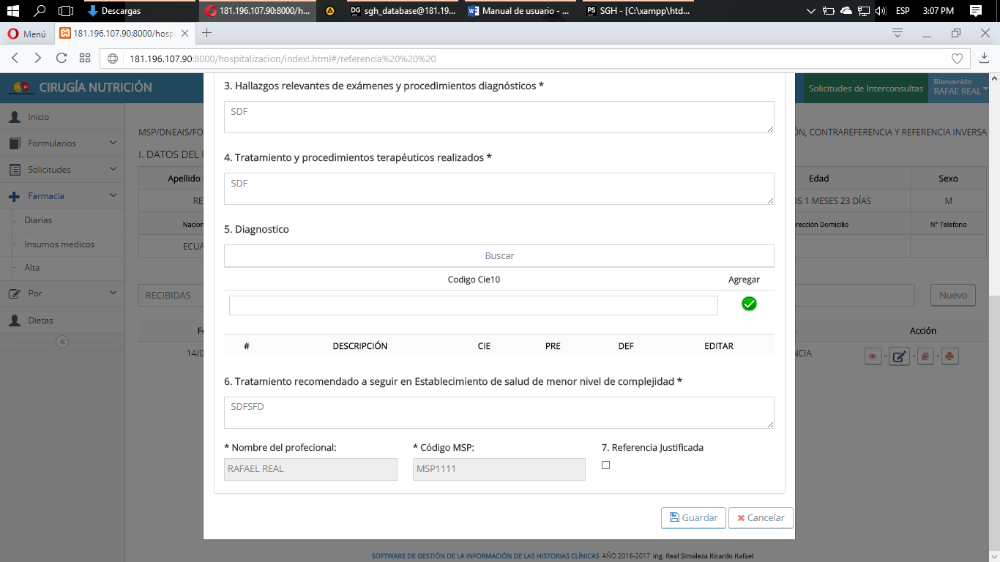 Descargas
181.196.107.90:8000/h...
DG sgh_database@181.19...
Manual de usuario - ...
PS SGH - [C:\xampp\htd...
ESP
3:07 PM
Menú
181.196.107.90:8000/hosp
181.196.107.90:8000/hospitalizacion/index!.html#/referencia%20%20%20
CIRUGÍA NUTRICIÓN
Solicitudes de Interconsultas
Bienvenido
RAFAE REAL
Inicio
Formularios
Solicitudes
Farmacia
Diarias
Insumos medicos
Alta
Por
Dietas
MSP/DNEAIS/FO
ÓN, CONTRAREFERENCIA Y REFERENCIA INVERSA
I. DATOS DEL
Apellido
Edad
Sexo
RE
OS 1 MESES 23 DÍAS
M
Nacion
rección Domicilio
N° Telefono
ECUA
RECIBIDAS
Nuevo
Fe
Acción
14/0
NCIA
- - -
3. Hallazgos relevantes de exámenes y procedimientos diagnósticos *
SDF
4. Tratamiento y procedimientos terapéuticos realizados *
SDF
5. Diagnostico
Buscar
Codigo Cie10
Agregar
# DESCRIPCIÓN CIE PRE DEF EDITAR
6. Tratamiento recomendado a seguir en Establecimiento de salud de menor nivel de complejidad *
SDFSFD
* Nombre del profecional:
* Código MSP:
7. Referencia Justificada
RAFAEL REAL
MSP1111
Guardar
Cancelar
SOFTWARE DE GESTIÓN DE LA INFORMACIÓN DE LAS HISTORIAS CLÍNICAS AÑO 2016-2017 ing. Real Simaleza Ricardo Rafael